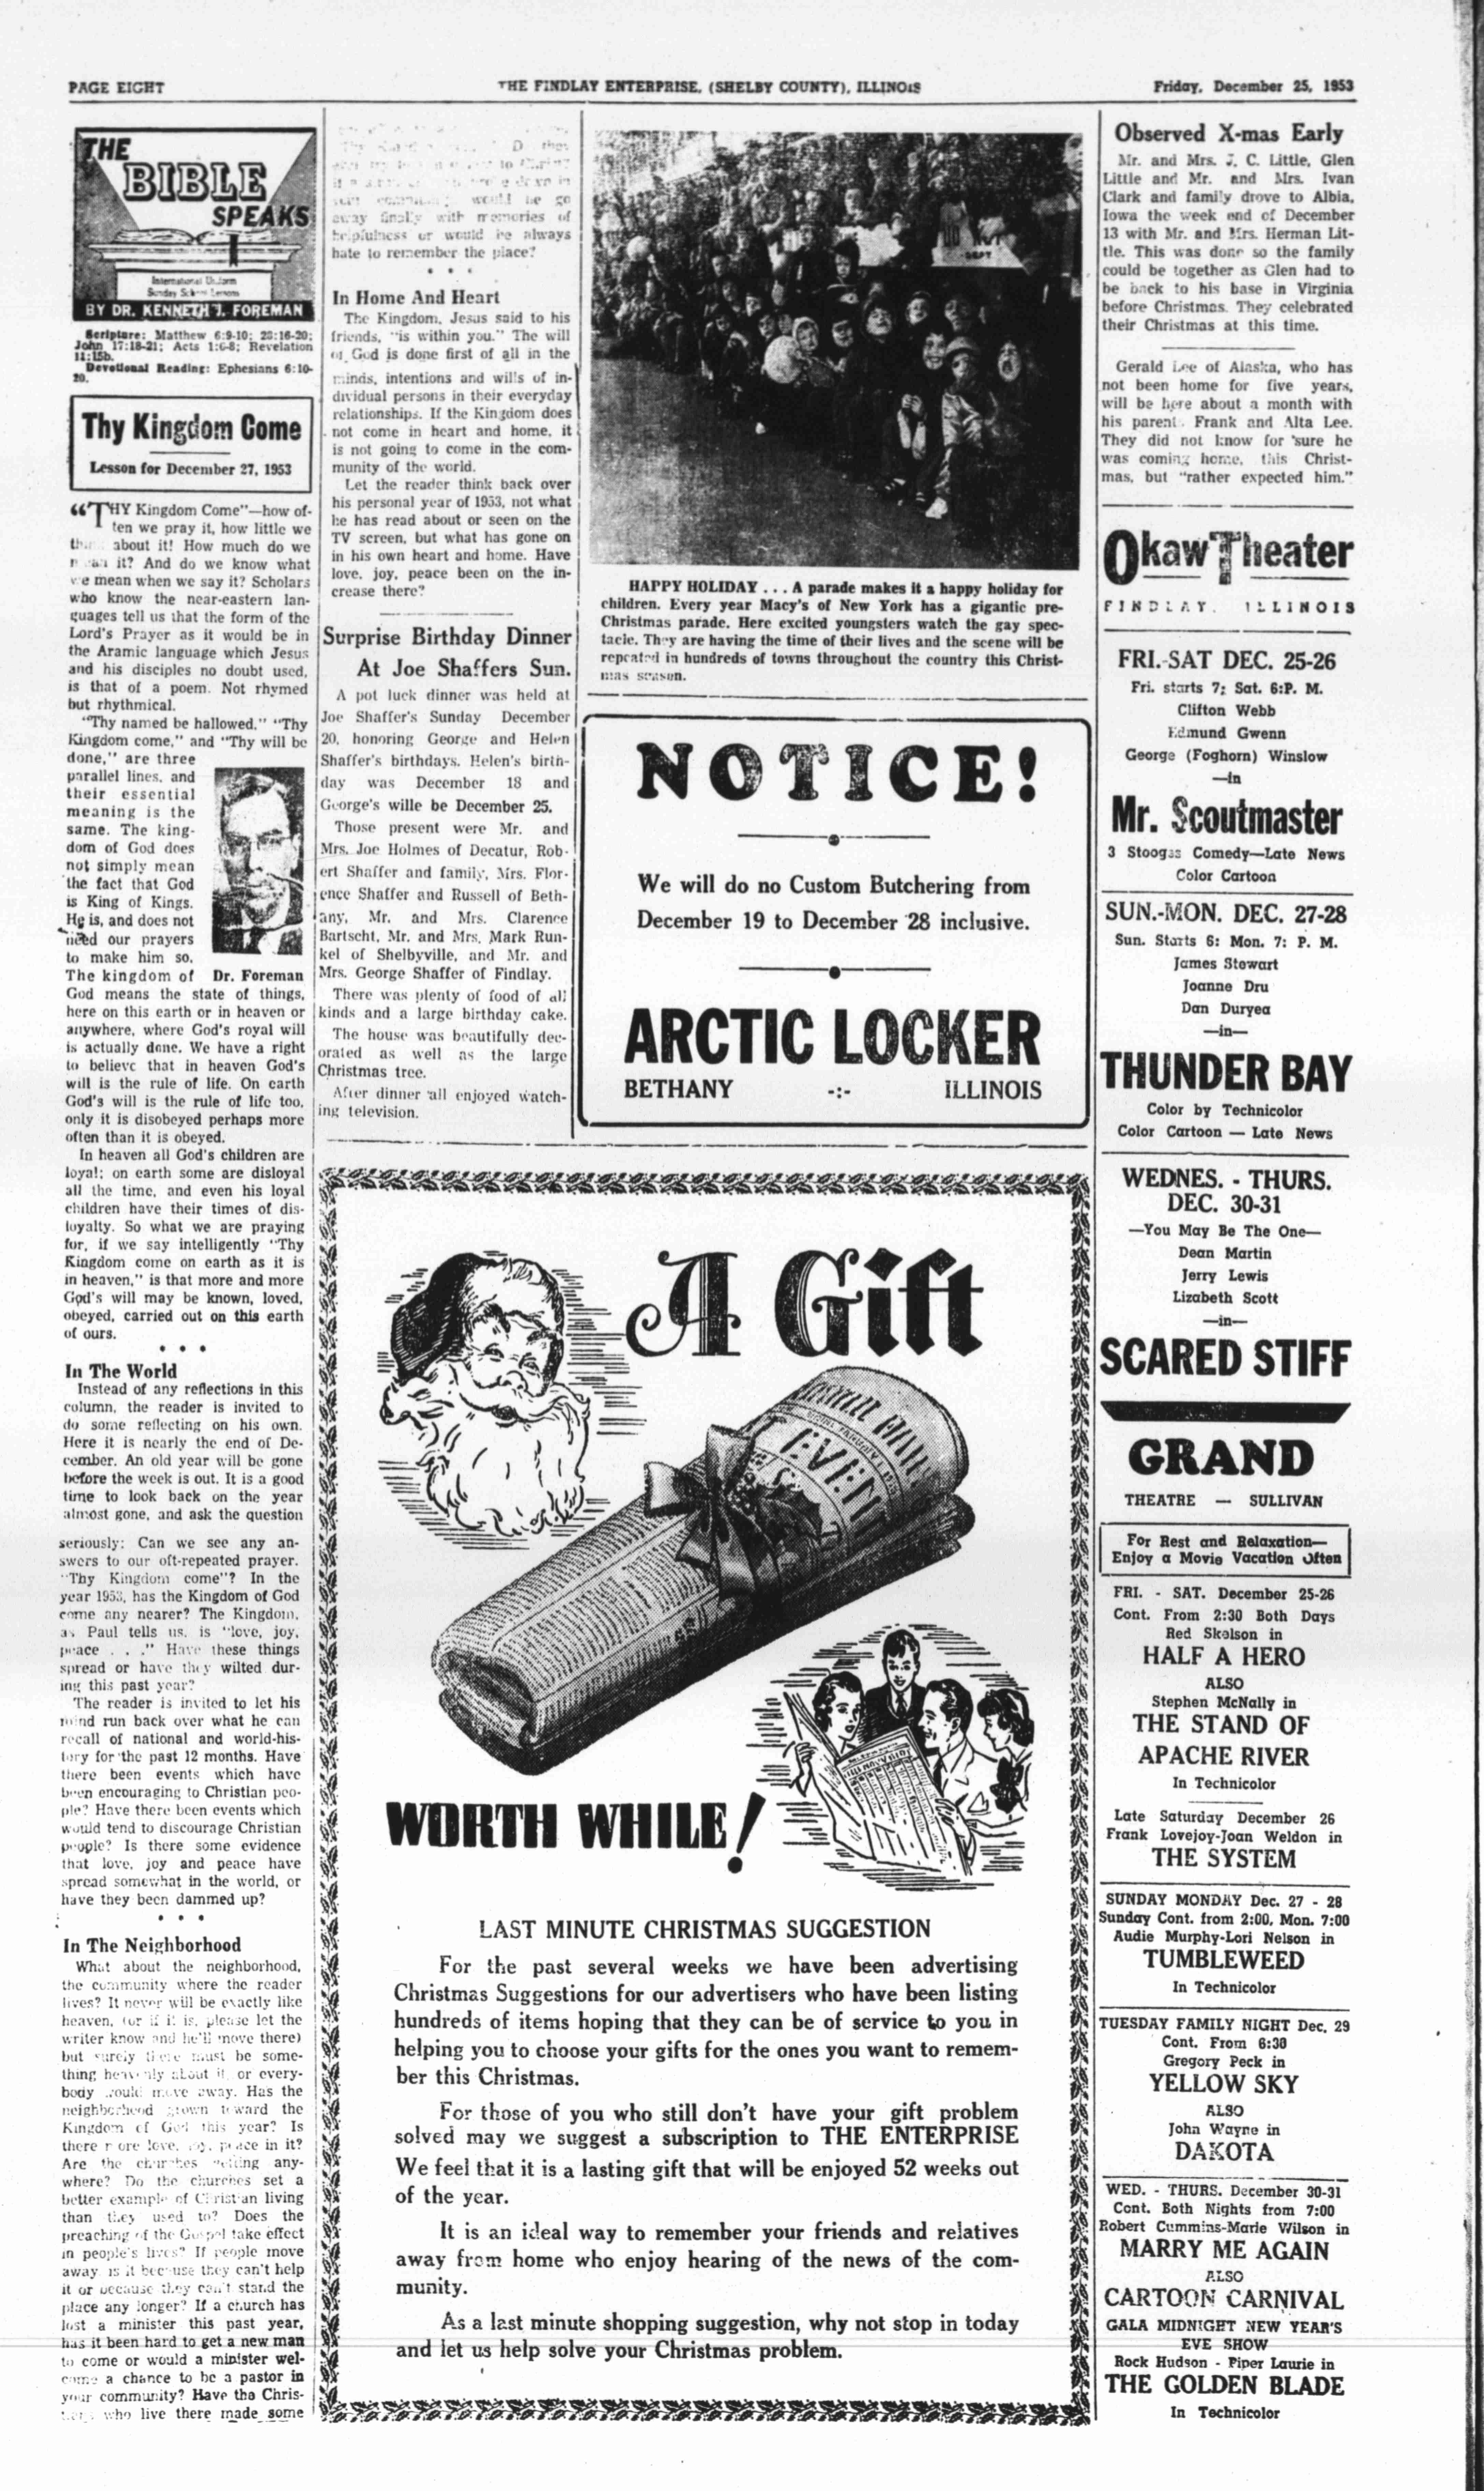 PAGE EIGHT
THE FINDLAY ENTERPRISE, (SHELBY COUNTY), ILLINOIS
Friday, December 25, 1953
THE
BIBLE
SPEAKS
International Uniform
Sunday School Lessons
BY DR. KENNETH J. FOREMAN
Scripture: Matthew 6:9-10; 28:16-20;
John 17:18-21; Acts 1:6-8; Revelation
11:15b.
Devotional Reading: Ephesians 6:10-
20.
Thy Kingdom Come
Lesson for December 27, 1953
“THY Kingdom Come”—how of-
ten we pray it, how little we
about it! How much do we
it? And do we know what
we mean when we say it? Scholars
who know the near-eastern lan-
guages tell us that the form of the
Lord's Prayer as it would be in
the Aramic language which Jesus
and his disciples no doubt used,
is that of a poem. Not rhymed
but rhythmical.
“Thy named be hallowed,” “Thy
Kingdom come,” and “Thy will be
done,” are three
parallel lines, and
their essential
meaning is the
same. The king-
dom of God does
not simply mean
the fact that God
is King of Kings.
He is, and does not
need our prayers
to make him so.
The kingdom of
Dr. Foreman
God means the state of things,
here on this earth or in heaven or
anywhere, where God's royal will
is actually done. We have a right
to believe that in heaven God's
will is the rule of life. On earth
God's will is the rule of life too,
only it is disobeyed perhaps more
often than it is obeyed.
In heaven all God's children are
loyal; on earth some are disloyal
all the time, and even his loyal
children have their times of dis-
loyalty. So what we are praying
for, if we say intelligently “Thy
Kingdom come on earth as it is
in heaven,” is that more and more
God's will may be known, loved,
obeyed, carried out on this earth
of ours.
• • •
In The World
Instead of any reflections in this
column, the reader is invited to
do some reflecting on his own.
Here it is nearly the end of De-
cember. An old year will be gone
before the week is out. It is a good
time to look back on the year
almost gone, and ask the question
seriously: Can we see any an-
swers to our oft-repeated prayer.
“Thy Kingdom come”? In the
year 1953, has the Kingdom of God
come any nearer? The Kingdom,
as Paul tells us, is “love, joy,
peace . . .” Have these things
spread or have they wilted dur-
ing this past year?
The reader is invited to let his
mind run back over what he can
recall of national and world-his-
tory for the past 12 months. Have
there been events which have
been encouraging to Christian peo-
ple? Have there been events which
would tend to discourage Christian
people? Is there some evidence
that love, joy and peace have
spread somewhat in the world, or
have they been dammed up?
• • •
In The Neighborhood
What about the neighborhood,
the community where the reader
lives? It never will be exactly like
heaven, (or if it is, please let the
writer know and he'll move there)
but surely there must be some-
thing heavenly about it, or every-
body would move away. Has the
neighborhood grown toward the
Kingdom of God this year? Is
there more love, joy, peace in it?
Are the churches getting any-
where? Do the churches set a
better example of Christian living
than they used to? Does the
preaching of the Gospel take effect
in people's lives? If people move
away, is it because they can't help
it or because they can't stand the
place any longer? If a church has
lost a minister this past year,
has it been hard to get a new man
to come or would a minister wel-
come a chance to be a pastor in
your community? Have the Chris-
who live there made some
would he go
away finally with memories of
helpfulness or would he always
hate to remember the place?
• • •
In Home And Heart
The Kingdom, Jesus said to his
friends, “is within you.” The will
of God is done first of all in the
minds, intentions and wills of in-
dividual persons in their everyday
relationships. If the Kingdom does
not come in heart and home, it
is not going to come in the com-
munity of the world.
Let the reader think back over
his personal year of 1953, not what
he has read about or seen on the
TV screen, but what has gone on
in his own heart and home. Have
love, joy, peace been on the in-
crease there?
Surprise Birthday Dinner
At Joe Shaffers Sun.
A pot luck dinner was held at
Joe Shaffer's Sunday December
20, honoring George and Helen
Shaffer's birthdays. Helen's birth-
day was December 18 and
George's wille be December 25.
Those present were Mr. and
Mrs. Joe Holmes of Decatur, Rob-
ert Shaffer and family, Mrs. Flor-
ence Shaffer and Russell of Beth-
any, Mr. and Mrs. Clarence
Bartscht, Mr. and Mrs. Mark Run-
kel of Shelbyville, and Mr. and
Mrs. George Shaffer of Findlay.
There was plenty of food of all
kinds and a large birthday cake.
The house was beautifully dec-
orated as well as the large
Christmas tree.
After dinner all enjoyed watch-
ing television.
HAPPY HOLIDAY . . . A parade makes it a happy holiday for
children. Every year Macy's of New York has a gigantic pre-
Christmas parade. Here excited youngsters watch the gay spec-
tacle. They are having the time of their lives and the scene will be
repeated in hundreds of towns throughout the country this Christ-
mas season.
NOTICE!
We will do no Custom Butchering from
December 19 to December 28 inclusive.
ARCTIC LOCKER
BETHANY -:- ILLINOIS
A Gift
WORTH WHILE!
LAST MINUTE CHRISTMAS SUGGESTION
For the past several weeks we have been advertising
Christmas Suggestions for our advertisers who have been listing
hundreds of items hoping that they can be of service to you in
helping you to choose your gifts for the ones you want to remem-
ber this Christmas.
For those of you who still don't have your gift problem
solved may we suggest a subscription to THE ENTERPRISE
We feel that it is a lasting gift that will be enjoyed 52 weeks out
of the year.
It is an ideal way to remember your friends and relatives
away from home who enjoy hearing of the news of the com-
munity.
As a last minute shopping suggestion, why not stop in today
and let us help solve your Christmas problem.
Observed X-mas Early
Mr. and Mrs. J. C. Little, Glen
Little and Mr. and Mrs. Ivan
Clark and family drove to Albia,
Iowa the week end of December
13 with Mr. and Mrs. Herman Lit-
tle. This was done so the family
could be together as Glen had to
be back to his base in Virginia
before Christmas. They celebrated
their Christmas at this time.
Gerald Lee of Alaska, who has
not been home for five years,
will be here about a month with
his parent. Frank and Alta Lee.
They did not know for sure he
was coming home, this Christ-
mas, but “rather expected him.”
Okaw Theater
FINDLAY, ILLINOIS
FRI.-SAT DEC. 25-26
Fri. starts 7; Sat. 6:P. M.
Clifton Webb
Edmund Gwenn
George (Foghorn) Winslow
—in
Mr. Scoutmaster
3 Stooges Comedy—Late News
Color Cartoon
SUN.-MON. DEC. 27-28
Sun. Starts 6: Mon. 7: P. M.
James Stewart
Joanne Dru
Dan Duryea
—in—
THUNDER BAY
Color by Technicolor
Color Cartoon — Late News
WEDNES. - THURS.
DEC. 30-31
—You May Be The One—
Dean Martin
Jerry Lewis
Lizabeth Scott
—in—
SCARED STIFF
GRAND
THEATRE — SULLIVAN
For Rest and Relaxation—
Enjoy a Movie Vacation Often
FRI. - SAT. December 25-26
Cont. From 2:30 Both Days
Red Skelson in
HALF A HERO
ALSO
Stephen McNally in
THE STAND OF
APACHE RIVER
In Technicolor
Late Saturday December 26
Frank Lovejoy-Joan Weldon in
THE SYSTEM
SUNDAY MONDAY Dec. 27 - 28
Sunday Cont. from 2:00, Mon. 7:00
Audie Murphy-Lori Nelson in
TUMBLEWEED
In Technicolor
TUESDAY FAMILY NIGHT Dec. 29
Cont. From 6:30
Gregory Peck in
YELLOW SKY
ALSO
John Wayne in
DAKOTA
WED. - THURS. December 30-31
Cont. Both Nights from 7:00
Robert Cummins-Marie Wilson in
MARRY ME AGAIN
ALSO
CARTOON CARNIVAL
GALA MIDNIGHT NEW YEAR'S
EVE SHOW
Rock Hudson - Piper Laurie in
THE GOLDEN BLADE
In Technicolor